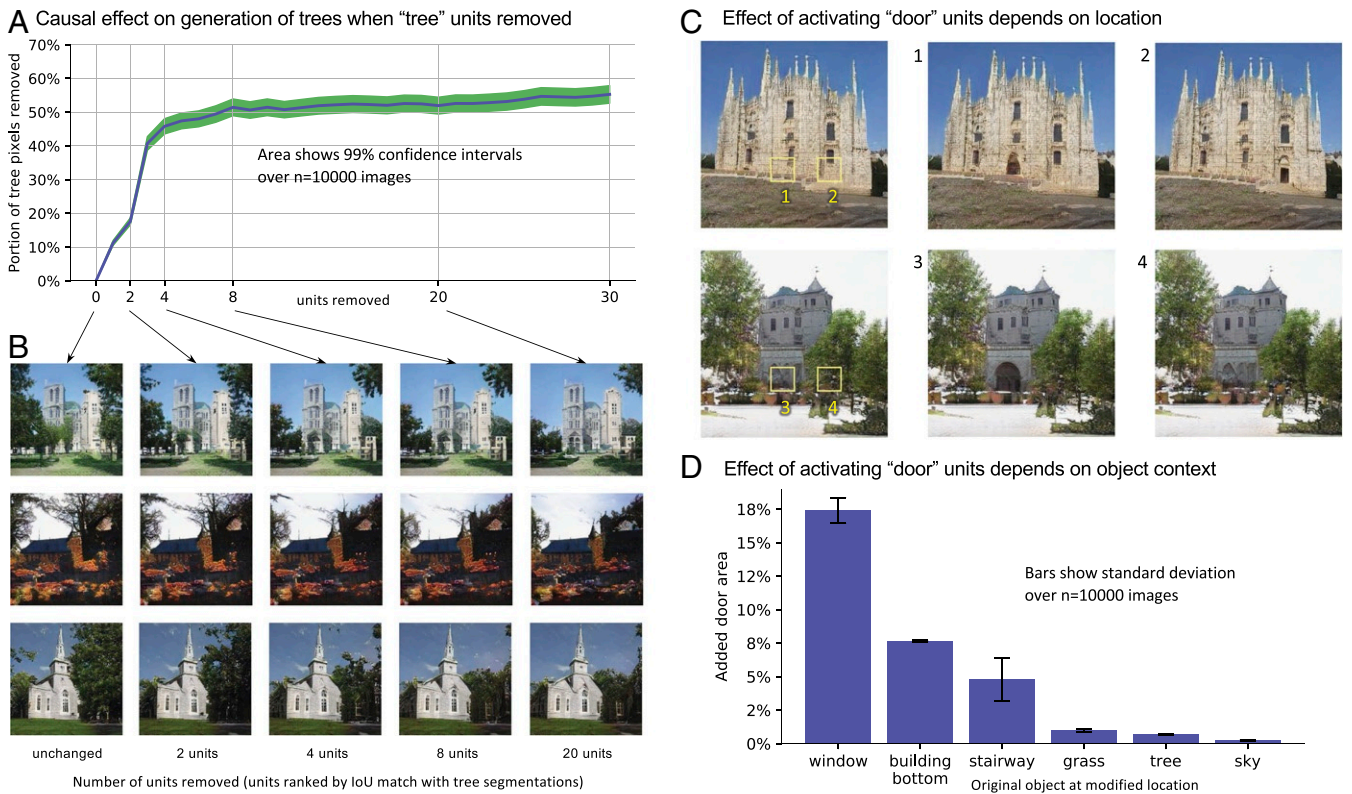 A Causal effect on generation of trees when “tree” units removed
70%
60%
50%
40%
30%
20%
10%
0%
Portion of tree pixels removed
Area shows 99% confidence intervals
over n=10000 images
0 2 4 8 units removed 20 30
B
unchanged 2 units 4 units 8 units 20 units
Number of units removed (units ranked by IoU match with tree segmentations)
C Effect of activating “door” units depends on location
1 2
1 2
3 4
3 4
D Effect of activating “door” units depends on object context
18%
15%
12%
10%
8%
5%
2%
0%
Added door area
Bars show standard deviation
over n=10000 images
window building stairway grass tree sky
bottom
Original object at modified location